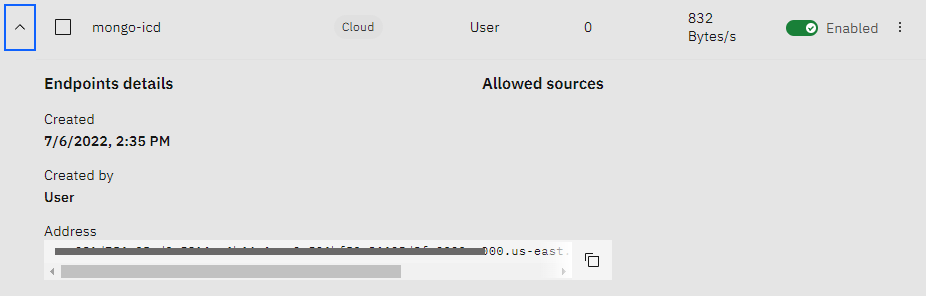 mongo-icd Cloud User 0 832 Bytes/s Enabled
Endpoints details Allowed sources
Created
7/6/2022, 2:35 PM
Created by
User
Address
000.us-east.